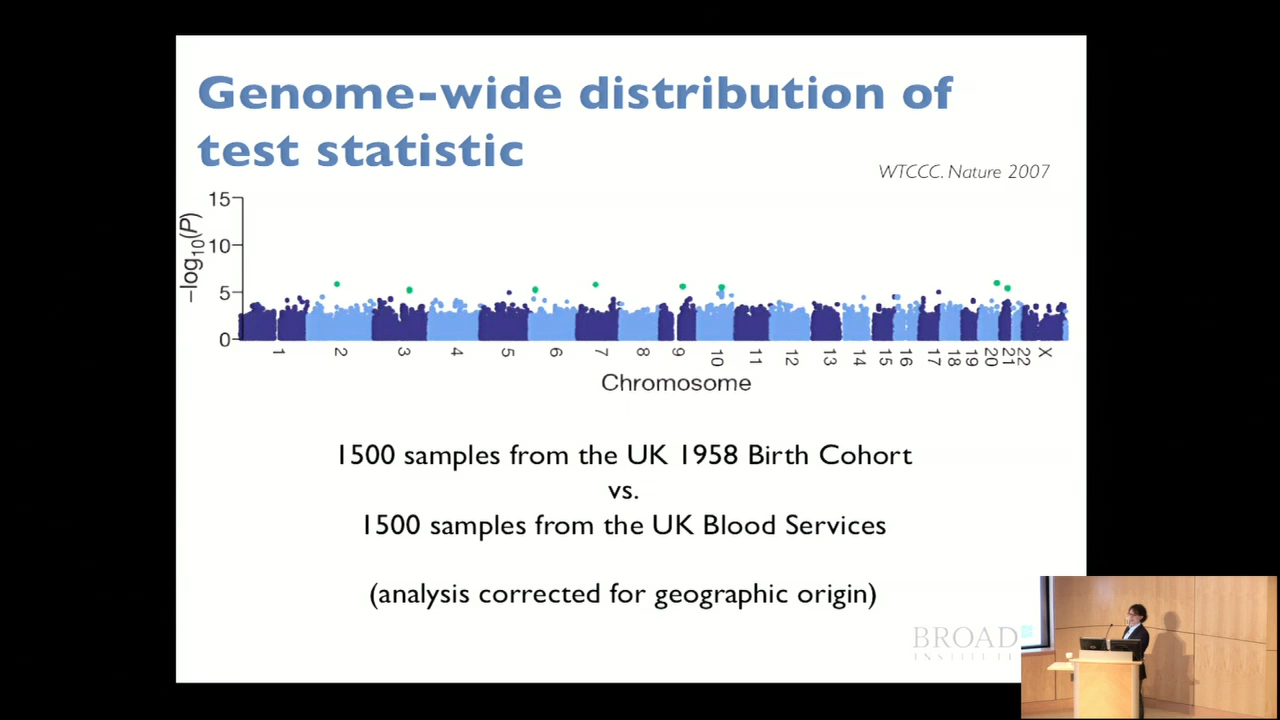 Genome-wide distribution of
test statistic
WTCCC. Nature 2007
15
10
5
0
−log10(P)
1 2 3 4 5 6 7 8 9 10 11 12 13 14 15 16 17 18 19 20 21 22 X
Chromosome
1500 samples from the UK 1958 Birth Cohort
vs.
1500 samples from the UK Blood Services
(analysis corrected for geographic origin)
BROAD
INSTITUTE